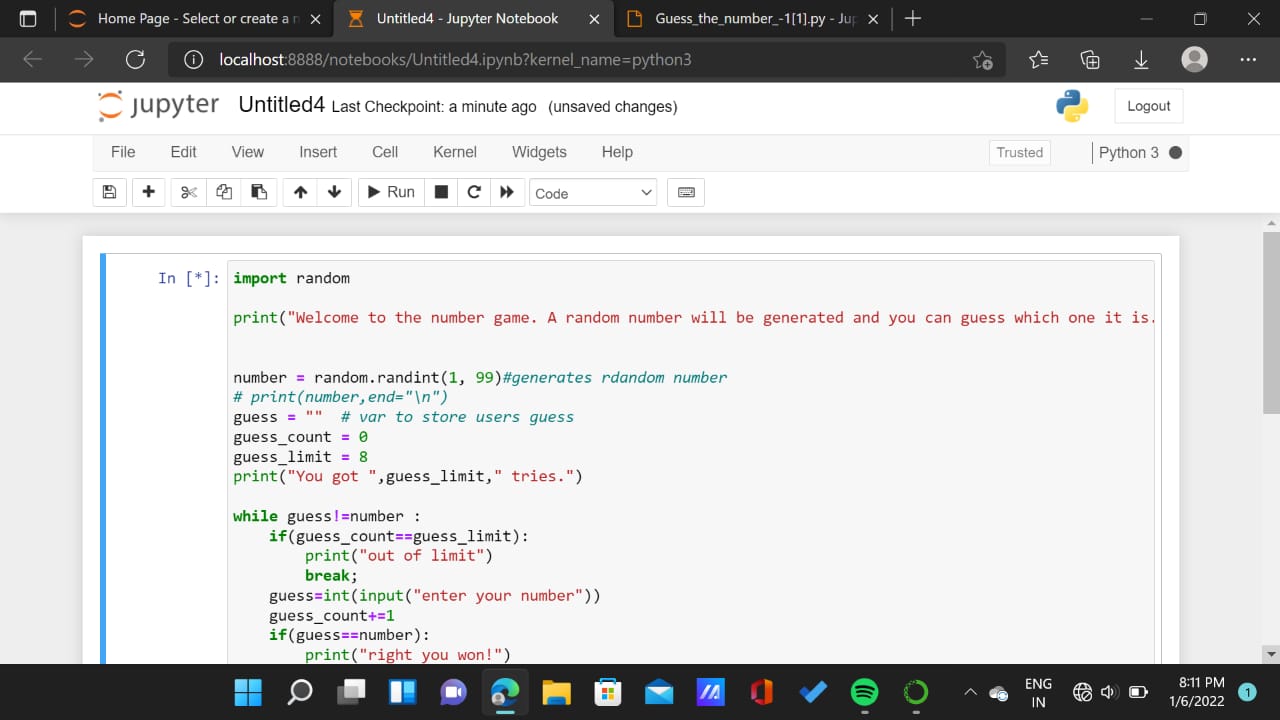 Home Page - Select or create a n
Untitled4 - Jupyter Notebook
Guess_the_number_-1[1].py - Jup
localhost:8888/notebooks/Untitled4.ipynb?kernel_name=python3
jupyter Untitled4 Last Checkpoint: a minute ago (unsaved changes)
Logout
File Edit View Insert Cell Kernel Widgets Help
Trusted
Python 3
Run
Code
In [*]: import random
print("Welcome to the number game. A random number will be generated and you can guess which one it is.
number = random.randint(1, 99)#generates rdandom number
# print(number,end="\n")
guess = "" # var to store users guess
guess_count = 0
guess_limit = 8
print("You got ",guess_limit," tries.")
while guess!=number :
if(guess_count==guess_limit):
print("out of limit")
break;
guess=int(input("enter your number"))
guess_count+=1
if(guess==number):
print("right you won!")
ENG
IN
8:11 PM
1/6/2022
1